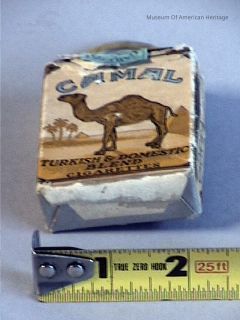 Museum Of American Heritage
CAMEL
TURKISH & DOMESTIC
BLEND
CIGARETTES
1 TRUE ZERO HOOK 2 25ft